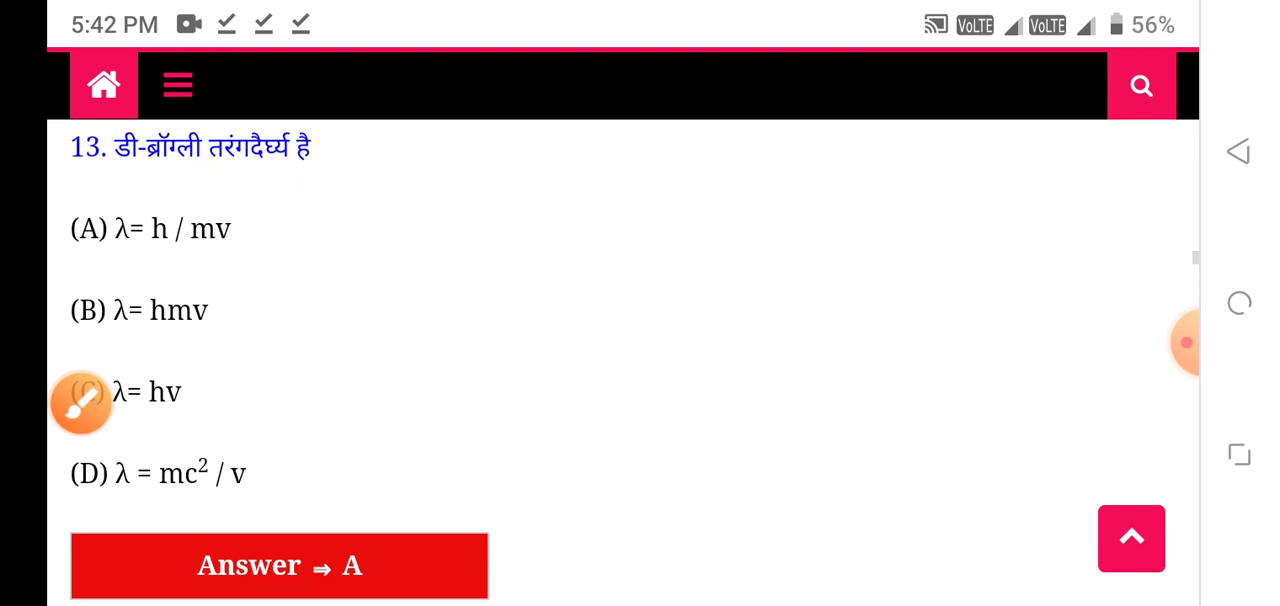 5:42 PM VoLTE VoLTE 56%
13. डी-ब्रॉग्ली तरंगदैर्घ्य है
(A) λ= h / mv
(B) λ= hmv
(C) λ= hv
(D) λ = mc² / v
Answer ⇒ A